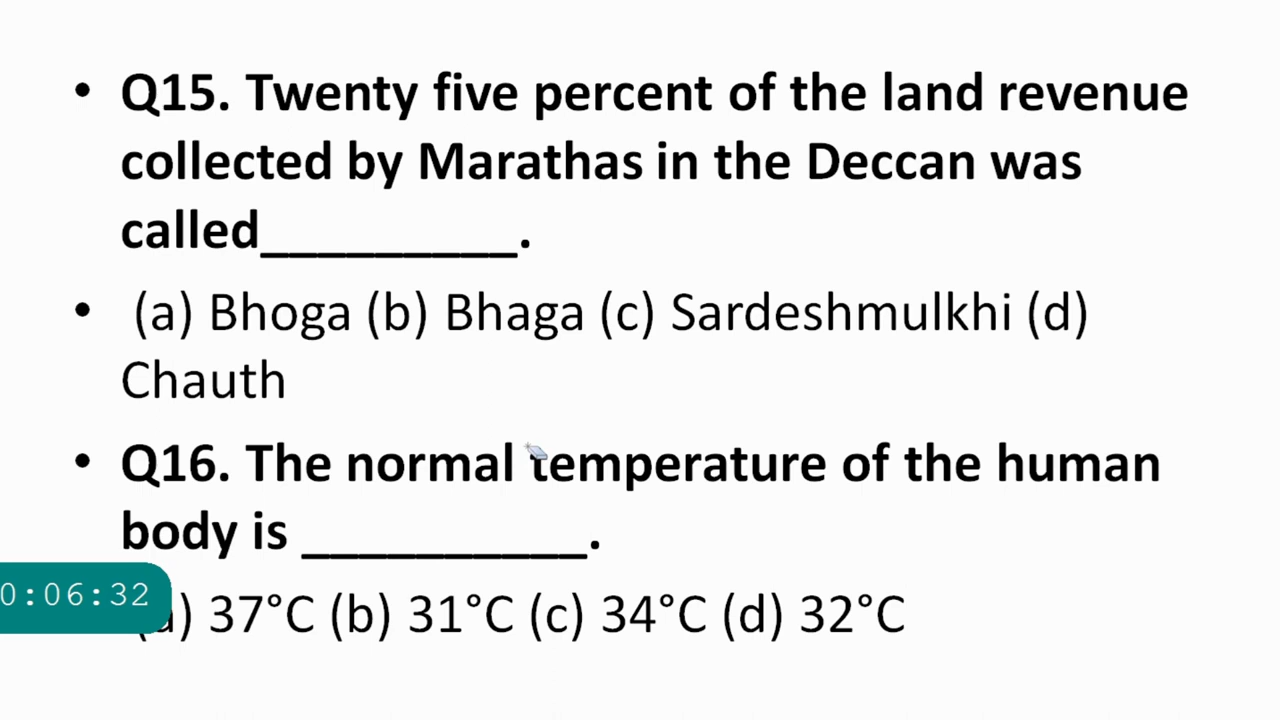 • Q15. Twenty five percent of the land revenue
collected by Marathas in the Deccan was
called_________.
• (a) Bhoga (b) Bhaga (c) Sardeshmulkhi (d)
Chauth
• Q16. The normal temperature of the human
body is __________.
0:06:32
(a) 37°C (b) 31°C (c) 34°C (d) 32°C